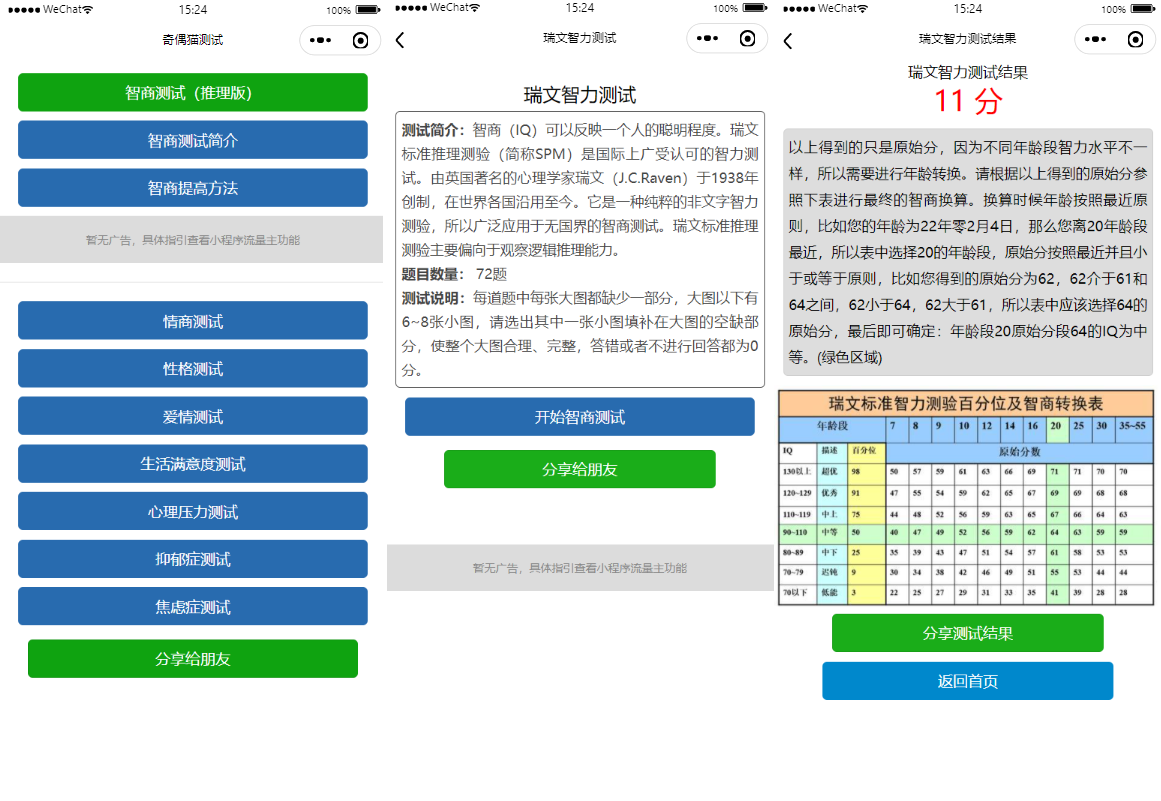 WeChat
15:24
100%
奇偶猫测试
智商测试（推理版）
智商测试简介
智商提高方法
暂无广告，具体指引查看小程序流量主功能
情商测试
性格测试
爱情测试
生活满意度测试
心理压力测试
抑郁症测试
焦虑症测试
分享给朋友
WeChat
15:24
100%
瑞文智力测试
瑞文智力测试
测试简介：智商（IQ）可以反映一个人的聪明程度。瑞文
标准推理测验（简称SPM）是国际上广受认可的智力测
试。由英国著名的心理学家瑞文（J.C.Raven）于1938年
创制，在世界各国沿用至今。它是一种纯粹的非文字智力
测验，所以广泛应用于无国界的智商测试。瑞文标准推理
测验主要偏向于观察逻辑推理能力。
题目数量： 72题
测试说明：每道题中每张大图都缺少一部分，大图以下有
6~8张小图，请选出其中一张小图填补在大图的空缺部
分，使整个大图合理、完整，答错或者不进行回答都为0
分。
开始智商测试
分享给朋友
暂无广告，具体指引查看小程序流量主功能
WeChat
15:24
100%
瑞文智力测试结果
瑞文智力测试结果
11 分
以上得到的只是原始分，因为不同年龄段智力水平不一
样，所以需要进行年龄转换。请根据以上得到的原始分参
照下表进行最终的智商换算。换算时候年龄按照最近原
则，比如您的年龄为22年零2月4日，那么您离20年龄段
最近，所以表中选择20的年龄段，原始分按照最近并且小
于或等于原则，比如您得到的原始分为62，62介于61和
64之间，62小于64，62大于61，所以表中应该选择64的
原始分，最后即可确定：年龄段20原始分段64的IQ为中
等。(绿色区域)
瑞文标准智力测验百分位及智商转换表
年龄段 7 8 9 10 12 14 16 20 25 30 35~55
IQ 描述 百分位 原始分数
130以上 超优 98 50 57 59 61 63 66 69 71 71 70 70
120~129 优秀 91 47 55 54 59 62 65 67 69 69 68 68
110~119 中上 75 44 48 52 56 59 63 65 67 66 64 63
90~110 中等 50 40 47 49 52 56 59 62 64 63 59 59
80~89 中下 25 35 39 43 47 51 54 57 61 58 53 53
70~79 迟钝 9 30 34 38 42 46 49 51 55 53 44 44
70以下 低能 3 22 25 27 29 31 33 35 41 39 28 28
分享测试结果
返回首页